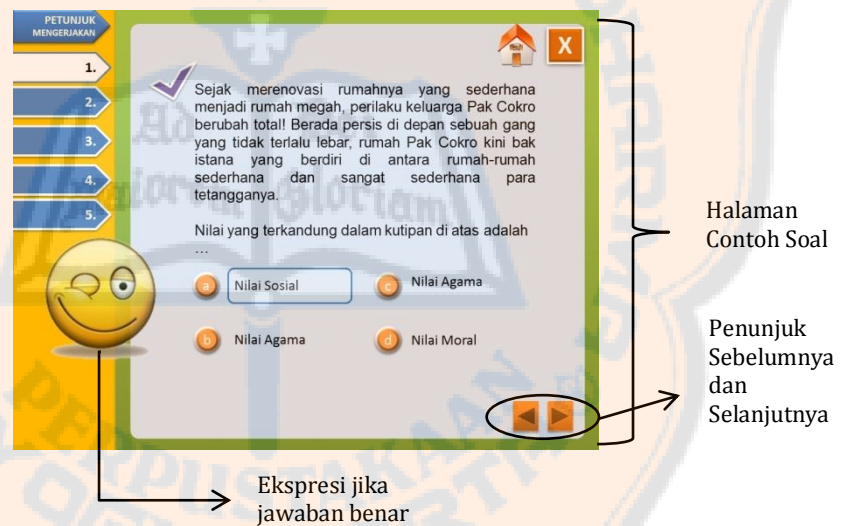 PETUNJUK
MENGERJAKAN
1.
2.
3.
4.
5.
X
Sejak merenovasi rumahnya yang sederhana
menjadi rumah megah, perilaku keluarga Pak Cokro
berubah total! Berada persis di depan sebuah gang
yang tidak terlalu lebar, rumah Pak Cokro kini bak
istana yang berdiri di antara rumah-rumah
sederhana dan sangat sederhana para
tetangganya.
Nilai yang terkandung dalam kutipan di atas adalah
...
a Nilai Sosial
c Nilai Agama
b Nilai Agama
d Nilai Moral
Halaman
Contoh Soal
Penunjuk
Sebelumnya
dan
Selanjutnya
Ekspresi jika
jawaban benar